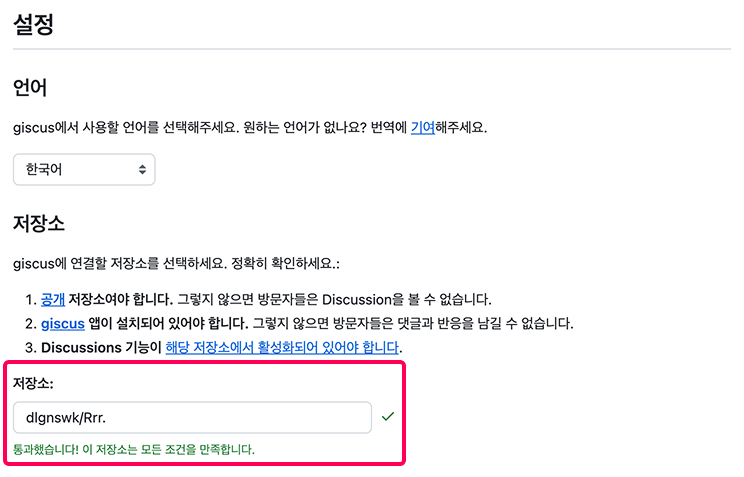 설정
언어
giscus에서 사용할 언어를 선택해주세요. 원하는 언어가 없나요? 번역에 기여해주세요.
한국어
저장소
giscus에 연결할 저장소를 선택하세요. 정확히 확인하세요.:
1. 공개 저장소여야 합니다. 그렇지 않으면 방문자들은 Discussion을 볼 수 없습니다.
2. giscus 앱이 설치되어 있어야 합니다. 그렇지 않으면 방문자들은 댓글과 반응을 남길 수 없습니다.
3. Discussions 기능이 해당 저장소에서 활성화되어 있어야 합니다.
저장소:
dlgnswk/Rrr.
통과했습니다! 이 저장소는 모든 조건을 만족합니다.